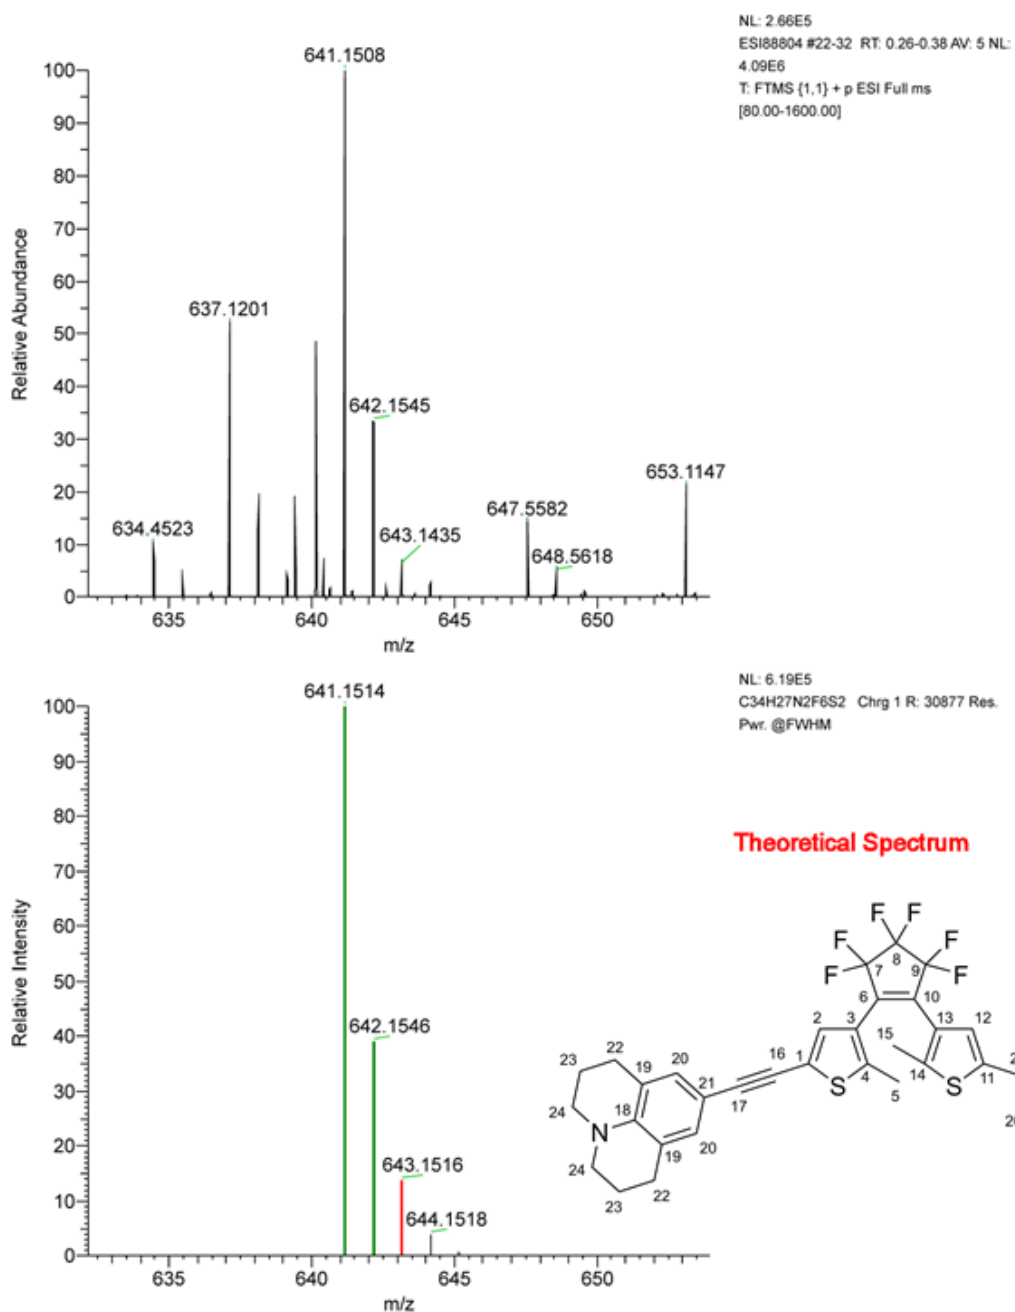 NL: 2.66E5
ESI88804 #22-32 RT: 0.26-0.38 AV: 5 NL:
4.09E6
T: FTMS {1,1} + p ESI Full ms
[80.00-1600.00]
641.1508
100
90
80
70
60
50
40
30
20
10
0
Relative Abundance
637.1201
642.1545
653.1147
647.5582
634.4523
643.1435
648.5618
635
640
645
650
m/z
NL: 6.19E5
C34H27N2F6S2 Chrg 1 R: 30877 Res.
Pwr. @FWHM
641.1514
100
90
80
70
60
50
40
30
20
10
0
Relative Intensity
642.1546
643.1516
644.1518
635
640
645
650
m/z
Theoretical Spectrum
F F F F F F
7 8 9 6 10
2 3 15 13 12
16 1 S 4 5 14 S 11 2
22 23 19 20 21 17
24 18 N 19 20
24 23 22